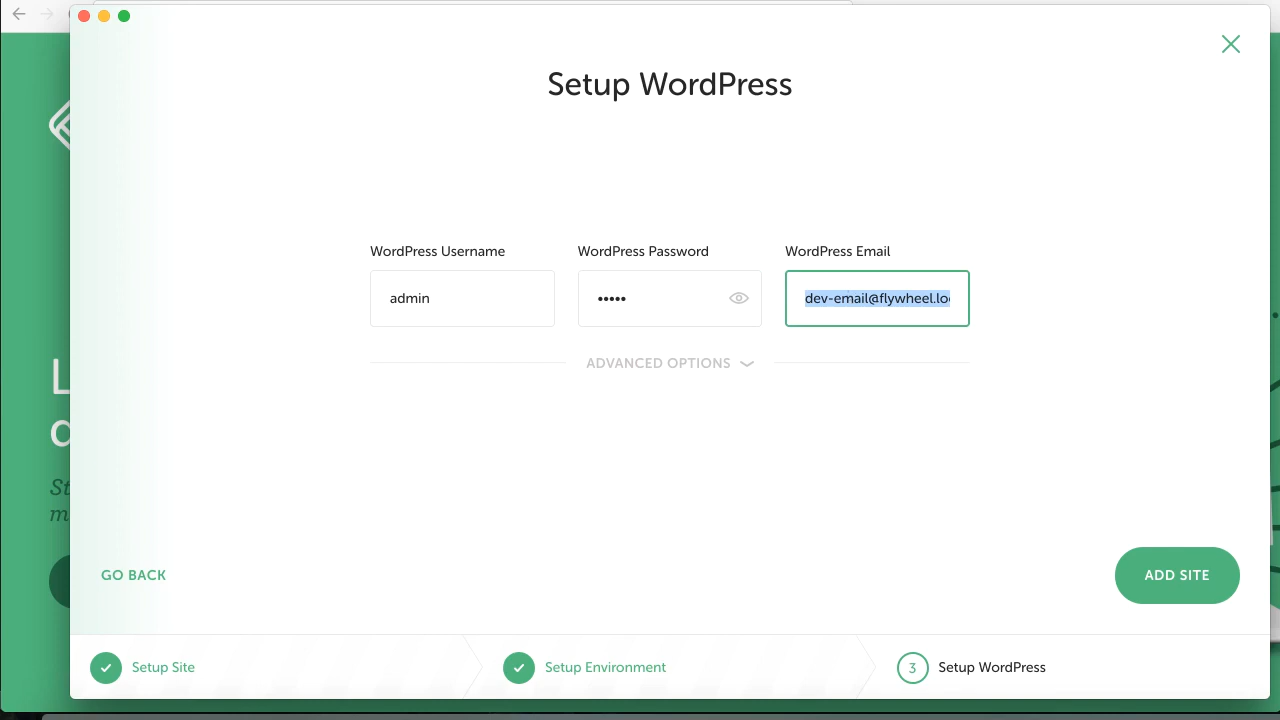 Setup WordPress
WordPress Username
WordPress Password
WordPress Email
admin
•••••
dev-email@flywheel.lo
ADVANCED OPTIONS
GO BACK
ADD SITE
Setup Site
Setup Environment
3
Setup WordPress